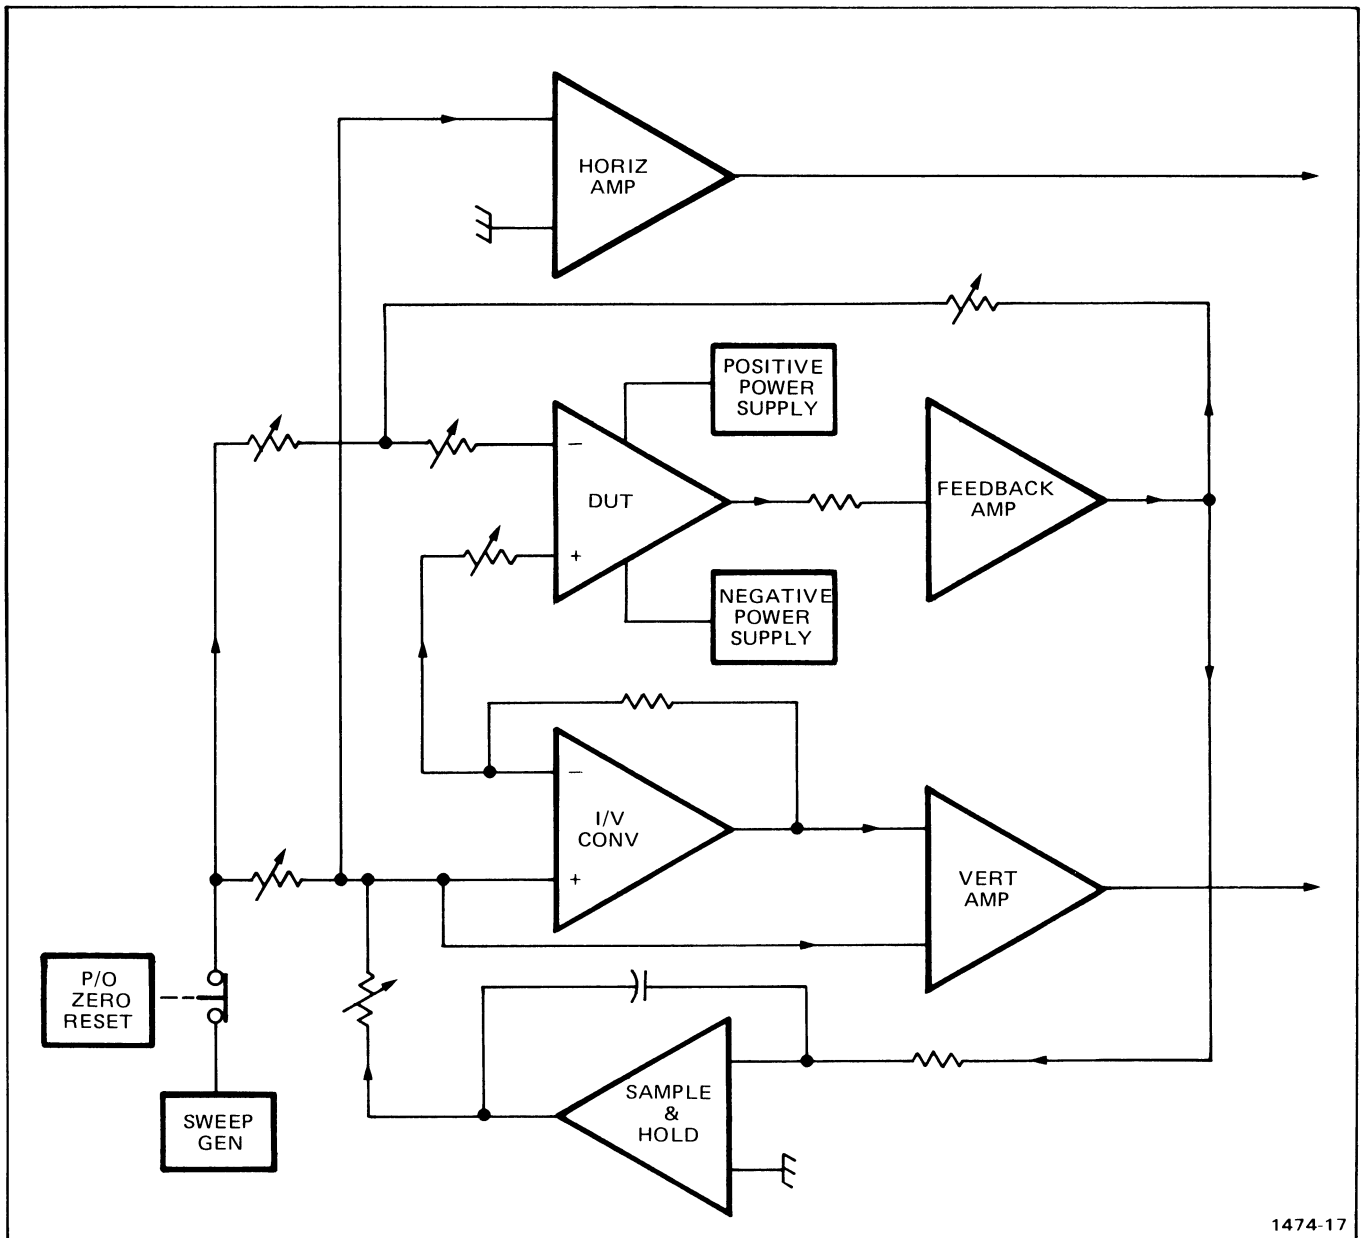 HORIZ
AMP
POSITIVE
POWER
SUPPLY
−
DUT
+
FEEDBACK
AMP
NEGATIVE
POWER
SUPPLY
−
I/V
CONV
+
VERT
AMP
P/O
ZERO
RESET
SWEEP
GEN
SAMPLE
&
HOLD
1474-17